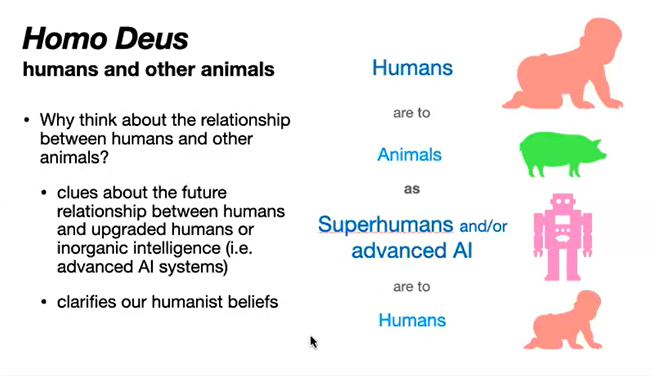 Homo Deus
humans and other animals
• Why think about the relationship
between humans and other
animals?
• clues about the future
relationship between humans
and upgraded humans or
inorganic intelligence (i.e.
advanced AI systems)
• clarifies our humanist beliefs
Humans
are to
Animals
as
Superhumans and/or
advanced AI
are to
Humans